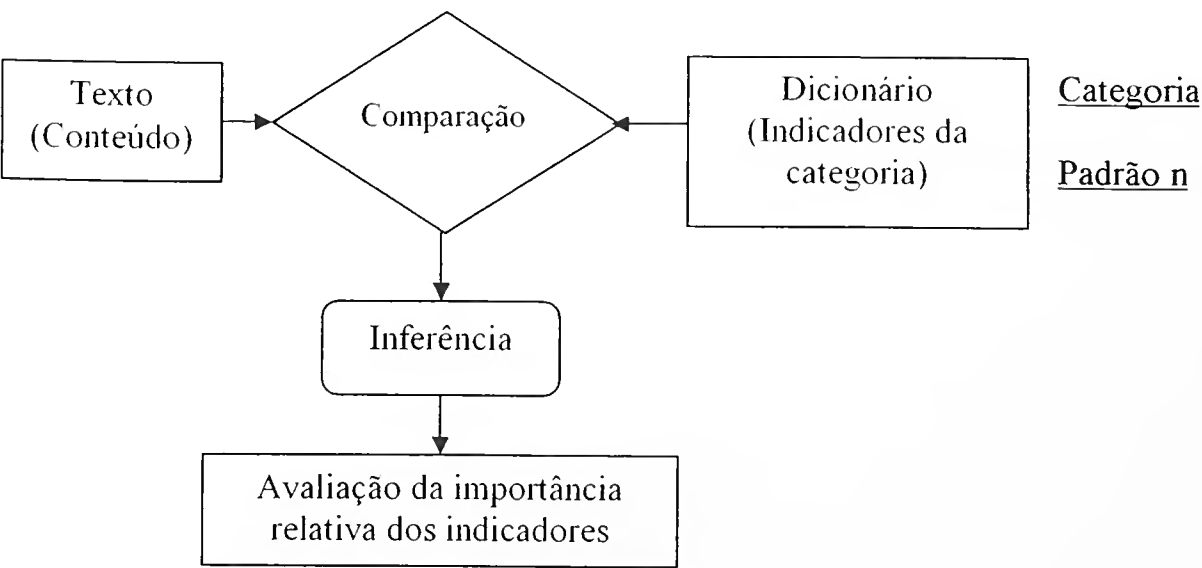 Texto
(Conteúdo)
Comparação
Dicionário
(Indicadores da
categoria)
Categoria
Padrão n
Inferência
Avaliação da importância
relativa dos indicadores